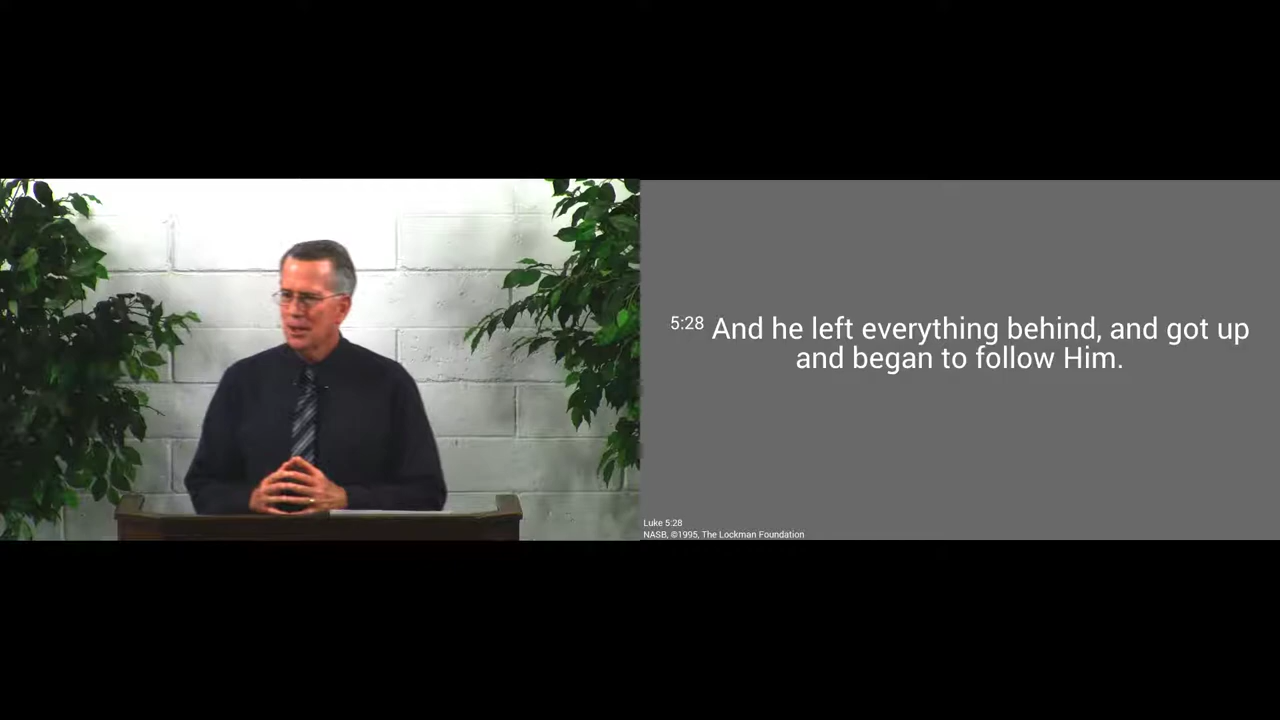 5:28 And he left everything behind, and got up
and began to follow Him.
Luke 5:28
NASB, ©1995, The Lockman Foundation